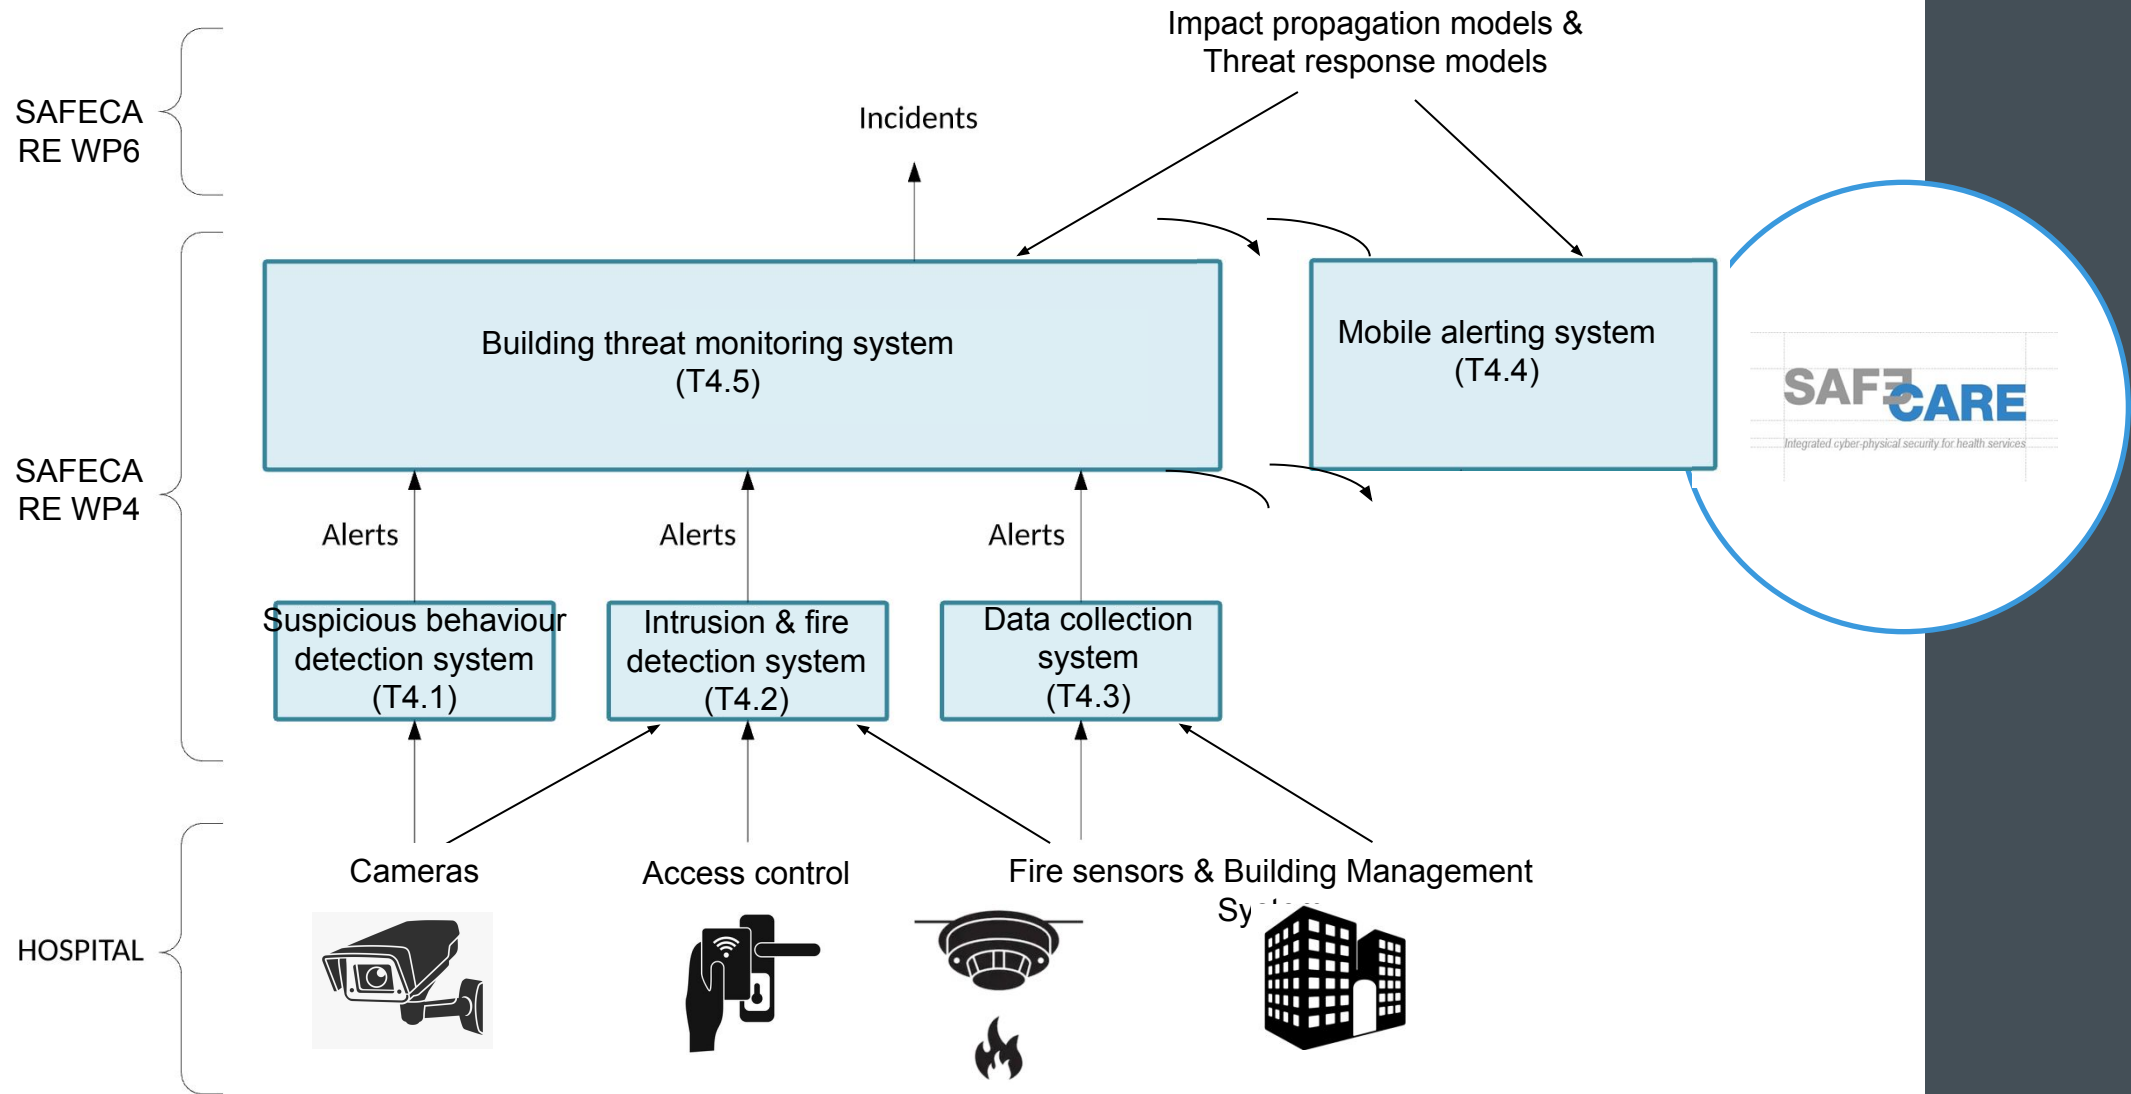 Impact propagation models &
Threat response models
SAFECA
RE WP6
Incidents
Building threat monitoring system
(T4.5)
Mobile alerting system
(T4.4)
SAFECARE
Integrated cyber-physical security for health services
SAFECA
RE WP4
Alerts
Alerts
Alerts
Suspicious behaviour
detection system
(T4.1)
Intrusion & fire
detection system
(T4.2)
Data collection
system
(T4.3)
Cameras
Access control
Fire sensors & Building Management
HOSPITAL